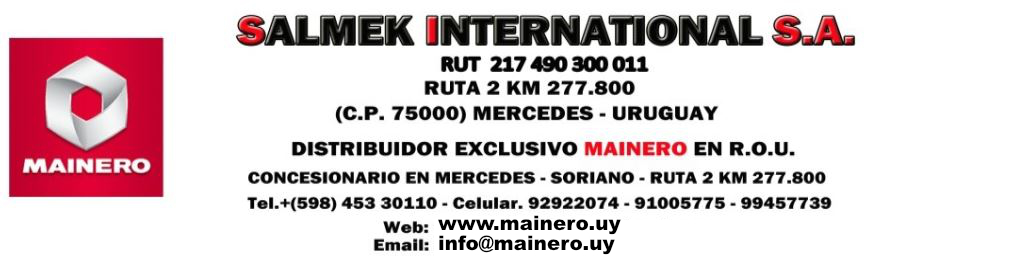 MAINERO
SALMEK INTERNATIONAL S.A.
RUT 217 490 300 011
RUTA 2 KM 277.800
(C.P. 75000) MERCEDES - URUGUAY
DISTRIBUIDOR EXCLUSIVO MAINERO EN R.O.U.
CONCESIONARIO EN MERCEDES - SORIANO - RUTA 2 KM 277.800
Tel.+(598) 453 30110 - Celular. 92922074 - 91005775 - 99457739
Web: www.mainero.uy
Email: info@mainero.uy